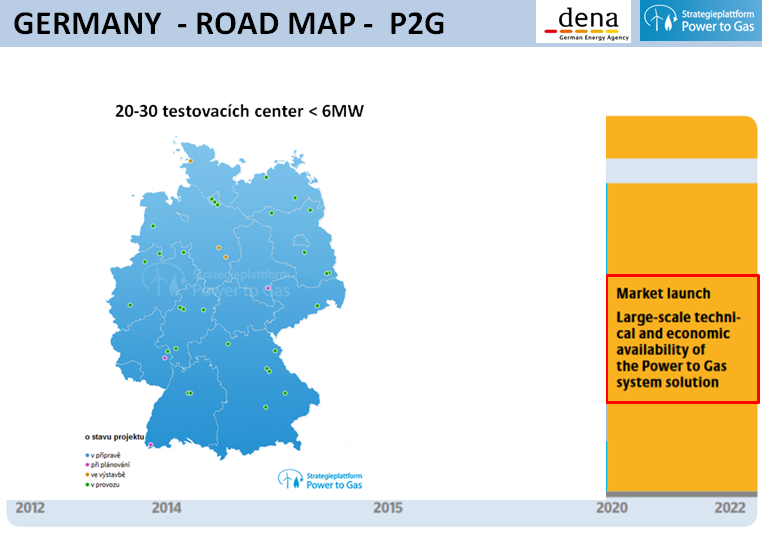 GERMANY - ROAD MAP - P2G
dena
German Energy Agency
Strategieplattform
Power to Gas
20-30 testovacích center < 6MW
Strategieplattform
Power to Gas
Market launch
Large-scale techni-
cal and economic
availability of
the Power to Gas
system solution
o stavu projektu
v přípravě
při plánování
ve výstavbě
v provozu
Strategieplattform
Power to Gas
2012
2014
2015
2020
2022